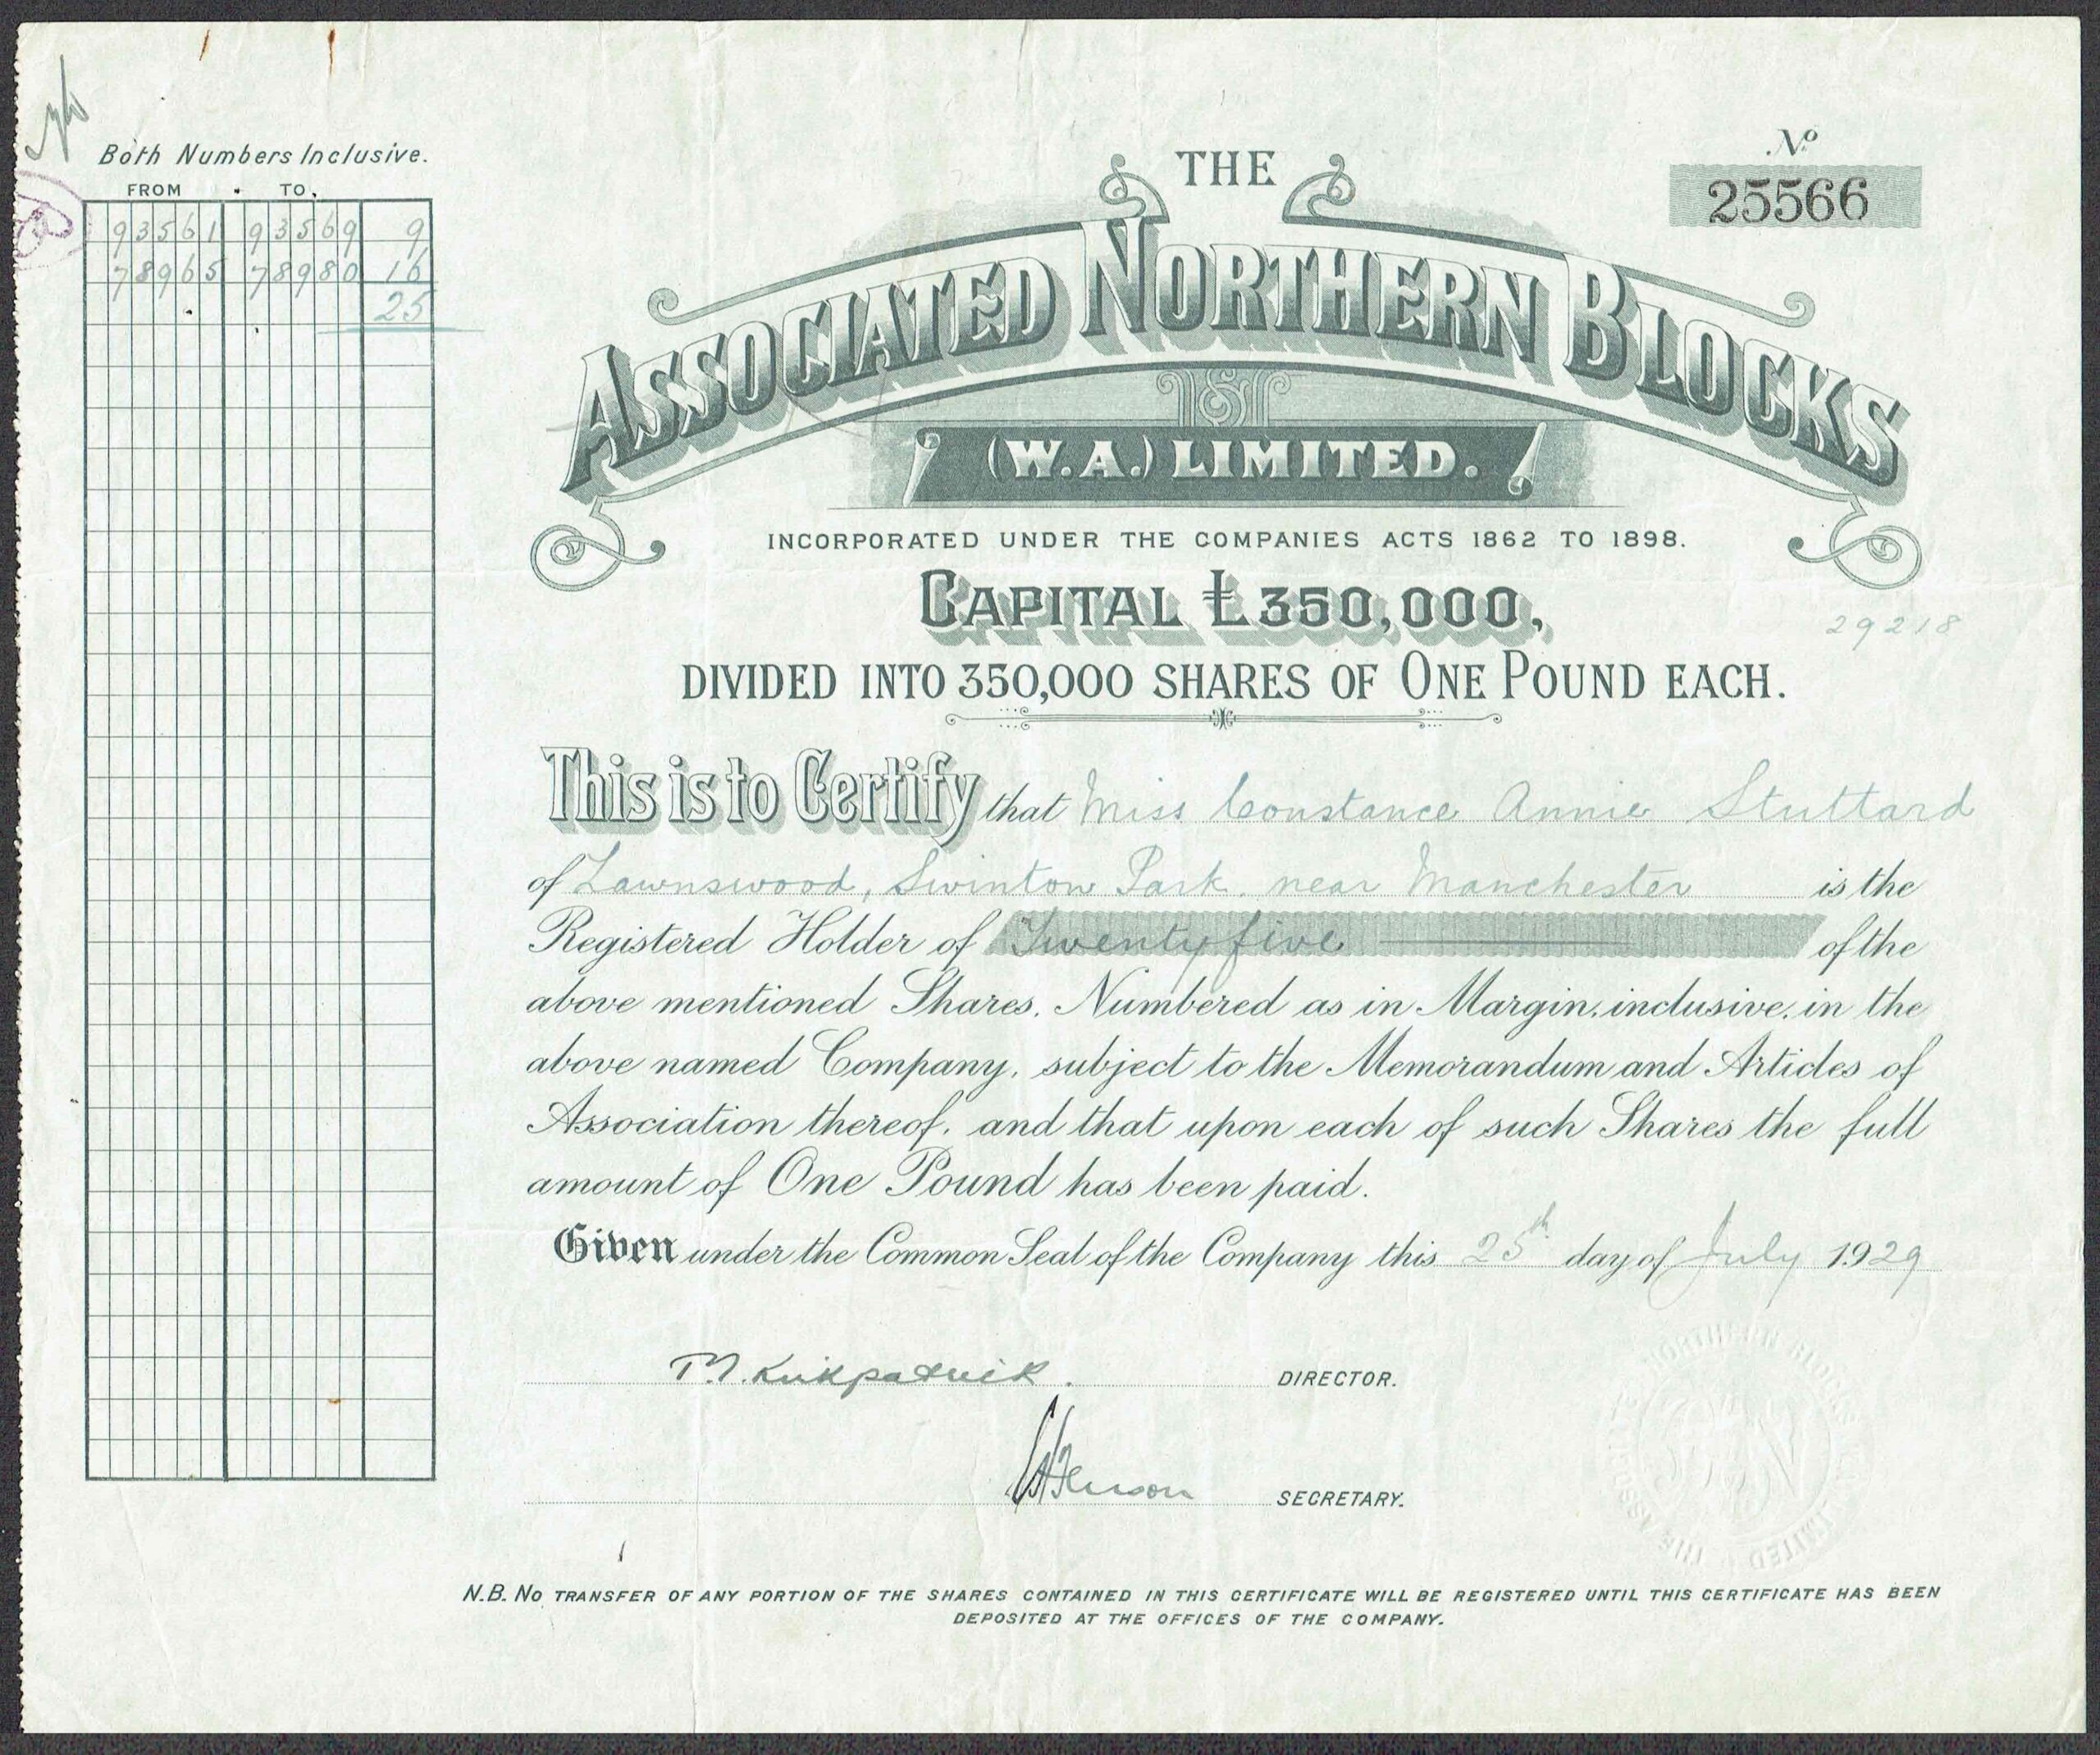 Both Numbers Inclusive.
FROM TO
93561 93569 9
78965 78980 16
25
No
25566
THE
ASSOCIATED NORTHERN BLOCKS
(W.A.) LIMITED.
INCORPORATED UNDER THE COMPANIES ACTS 1862 TO 1898.
CAPITAL £350,000,
29218
DIVIDED INTO 350,000 SHARES OF ONE POUND EACH.
This is to Certify that Miss Constance Annie Stuttard
of Lawnswood, Swinton Park, near Manchester is the
Registered Holder of Twenty five of the
above mentioned Shares, Numbered as in Margin, inclusive, in the
above named Company, subject to the Memorandum and Articles of
Association thereof, and that upon each of such Shares the full
amount of One Pound has been paid.
Given under the Common Seal of the Company this 25th day of July 1929
Kirkpatrick DIRECTOR.
SECRETARY.
THE ASSOCIATED NORTHERN BLOCKS LIMITED
N.B. NO TRANSFER OF ANY PORTION OF THE SHARES CONTAINED IN THIS CERTIFICATE WILL BE REGISTERED UNTIL THIS CERTIFICATE HAS BEEN
DEPOSITED AT THE OFFICES OF THE COMPANY.